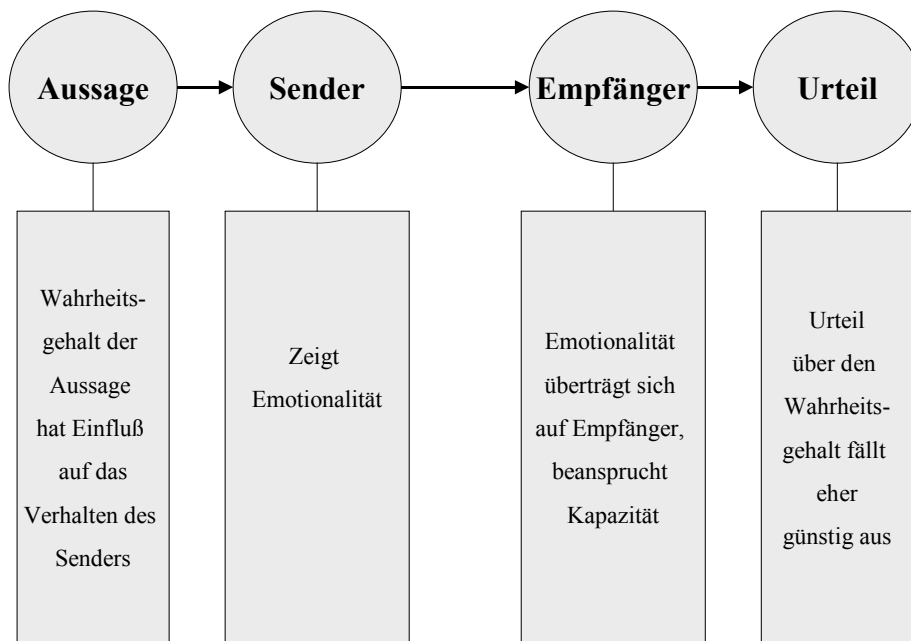 Aussage
Sender
Empfänger
Urteil
Wahrheits-
gehalt der
Aussage
hat Einfluß
auf das
Verhalten des
Senders
Zeigt
Emotionalität
Emotionalität
überträgt sich
auf Empfänger,
beansprucht
Kapazität
Urteil
über den
Wahrheits-
gehalt fällt
eher
günstig aus